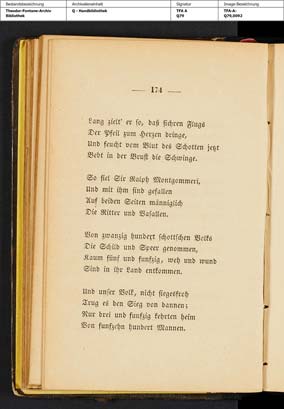 Bestandsbezeichnung
Theodor-Fontane-Archiv
Bibliothek
Archivalieneinheit
Q - Handbibliothek
Signatur
TFA A
Q79
Image Bezeichnung
TFA-A:
Q79,0092
— 174 —
Lang zielt' er so, daß sichren Flugs
Der Pfeil zum Herzen dringe,
Und feucht vom Blut des Schotten jezt
Bebt in der Brust die Schwinge.
So fiel Sir Ralph Montgommeri,
Und mit ihm sind gefallen
Auf beiden Seiten männiglich
Die Ritter und Vasallen.
Von zwanzig hundert schott'schen Volks
Die Schild und Speer genommen,
Kaum fünf und funfzig, weh und wund
Sind in ihr Land entkommen.
Und unser Volk, nicht siegesfroh
Trug es den Sieg von dannen;
Nur drei und funfzig kehrten heim
Von funfzehn hundert Mannen.